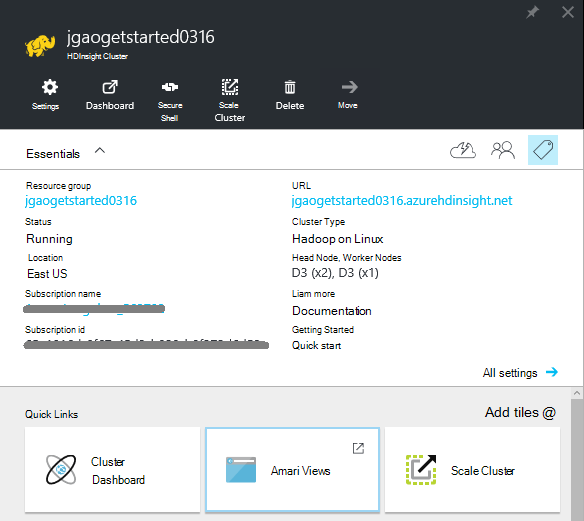 jgaogetstarted0316
HDInsight Cluster
Settings
Dashboard
Secure
Shell
Scale
Cluster
Delete
Move
Essentials
Resource group
jgaogetstarted0316
URL
jgaogetstarted0316.azurehdinsight.net
Status
Running
Cluster Type
Hadoop on Linux
Location
East US
Head Node, Worker Nodes
D3 (x2), D3 (x1)
Subscription name
Liam more
Documentation
Subscription id
Getting Started
Quick start
All settings
Quick Links
Add tiles @
Cluster
Dashboard
Amari Views
Scale Cluster